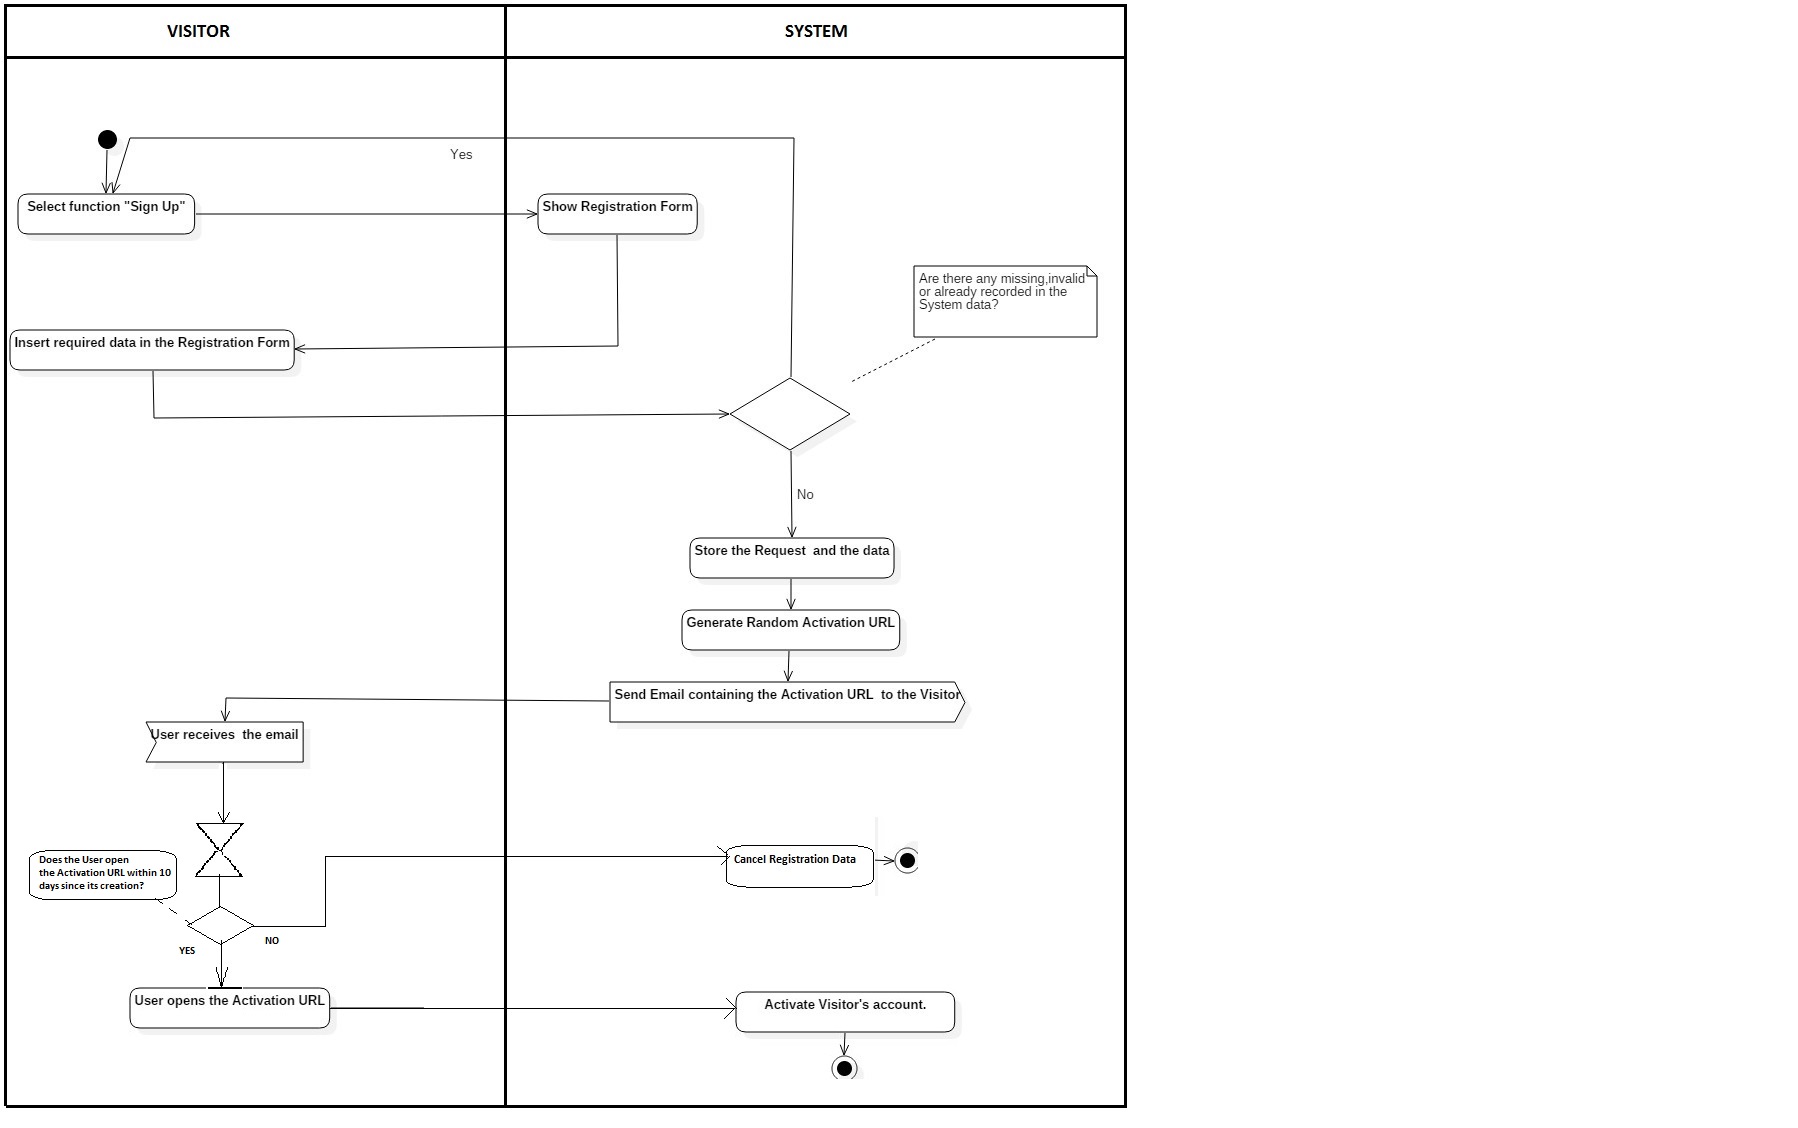 VISITOR
SYSTEM
Yes
Select function "Sign Up"
Show Registration Form
Are there any missing,invalid
or already recorded in the
System data?
Insert required data in the Registration Form
No
Store the Request  and the data
Generate Random Activation URL
Send Email containing the Activation URL  to the Visitor
User receives  the email
Does the User open
the Activation URL within 10
days since its creation?
Cancel Registration Data
NO
YES
User opens the Activation URL
Activate Visitor's account.